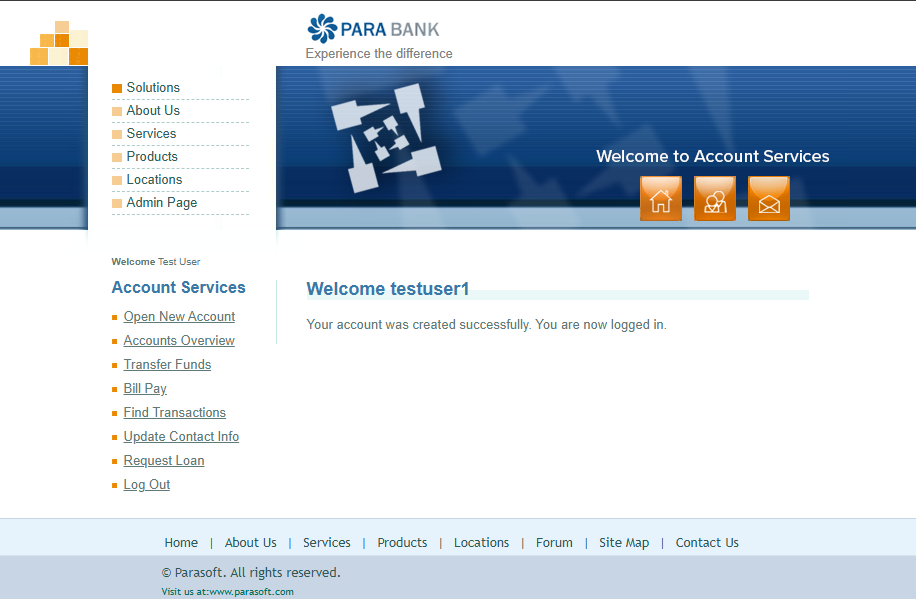 PARA BANK
Experience the difference
Solutions
About Us
Services
Products
Locations
Admin Page
Welcome to Account Services
Welcome Test User
Account Services
Open New Account
Accounts Overview
Transfer Funds
Bill Pay
Find Transactions
Update Contact Info
Request Loan
Log Out
Welcome testuser1
Your account was created successfully. You are now logged in.
Home | About Us | Services | Products | Locations | Forum | Site Map | Contact Us
© Parasoft. All rights reserved.
Visit us at:www.parasoft.com